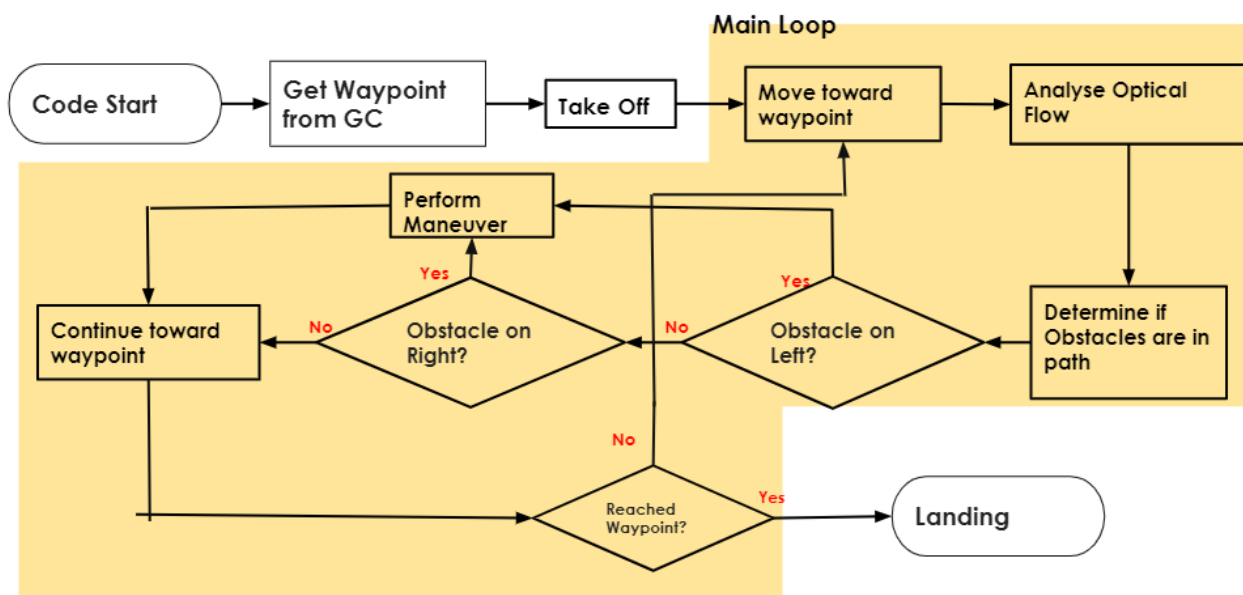 Main Loop
Code Start
Get Waypoint
from GC
Take Off
Move toward
waypoint
Analyse Optical
Flow
Perform
Maneuver
Yes
Yes
Continue toward
waypoint
No
Obstacle on
Right?
No
Obstacle on
Left?
Determine if
Obstacles are in
path
No
Reached
Waypoint?
Yes
Landing